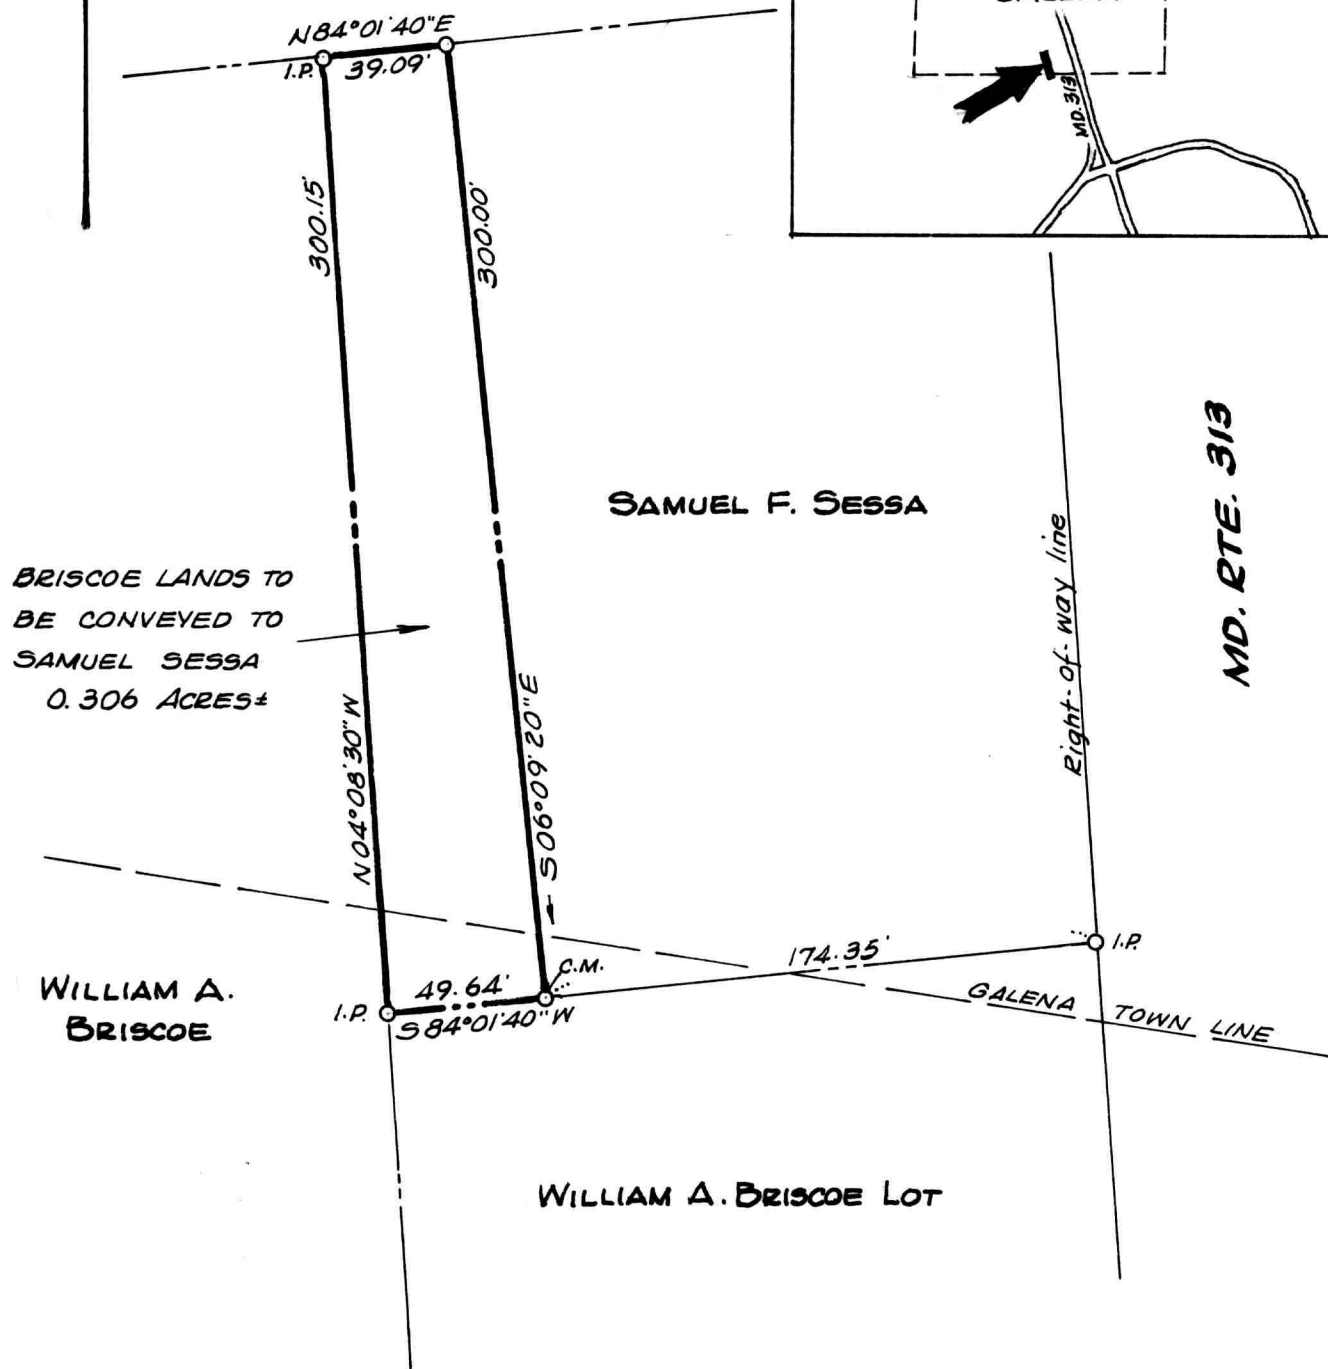 N84°01'40"E
I.P. 39.09'
300.15'
300.00'
MD. 313
SAMUEL F. SESSA
MD. RTE. 313
Right-of-way line
BRISCOE LANDS TO
BE CONVEYED TO
SAMUEL SESSA
0.306 ACRES±
N04°08'30"W
S06°09'20"E
174.35'
I.P.
C.M.
WILLIAM A.
BRISCOE
49.64'
I.P.
S84°01'40"W
GALENA TOWN LINE
WILLIAM A. BRISCOE LOT